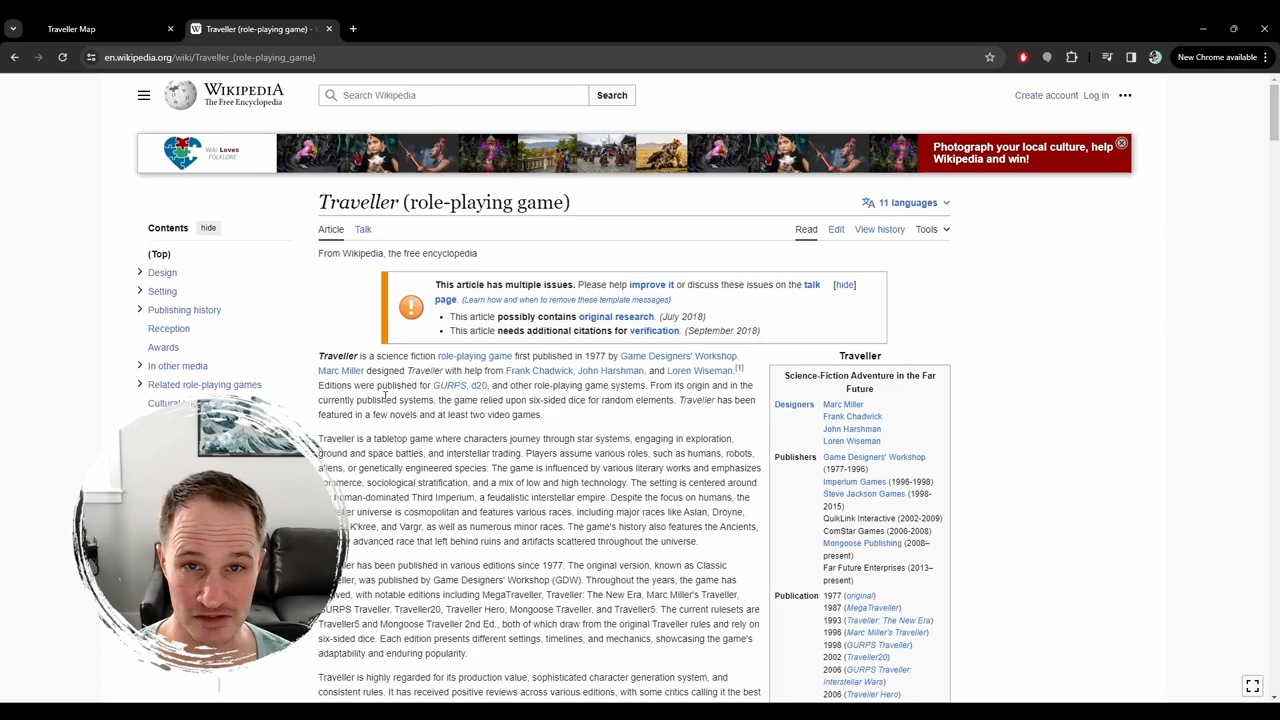 Traveller Map
Traveller (role-playing game) -
en.wikipedia.org/wiki/Traveller_(role-playing_game)
New Chrome available
WIKIPEDIA
The Free Encyclopedia
Search Wikipedia
Search
Create account Log in
Wiki Loves
FOLKLORE
Photograph your local culture, help
Wikipedia and win!
Traveller (role-playing game)
11 languages
Article Talk
Read Edit View history Tools
From Wikipedia, the free encyclopedia
Contents hide
(Top)
Design
Setting
Publishing history
Reception
Awards
In other media
Related role-playing games
Cultural
This article has multiple issues. Please help improve it or discuss these issues on the talk
page. (Learn how and when to remove these template messages)
[hide]
• This article possibly contains original research. (July 2018)
• This article needs additional citations for verification. (September 2018)
Traveller is a science fiction role-playing game first published in 1977 by Game Designers' Workshop.
Marc Miller designed Traveller with help from Frank Chadwick, John Harshman, and Loren Wiseman.[1]
Editions were published for GURPS, d20, and other role-playing game systems. From its origin and in the
currently published systems, the game relied upon six-sided dice for random elements. Traveller has been
featured in a few novels and at least two video games.
Traveller is a tabletop game where characters journey through star systems, engaging in exploration,
ground and space battles, and interstellar trading. Players assume various roles, such as humans, robots,
aliens, or genetically engineered species. The game is influenced by various literary works and emphasizes
commerce, sociological stratification, and a mix of low and high technology. The setting is centered around
human-dominated Third Imperium, a feudalistic interstellar empire. Despite the focus on humans, the
universe is cosmopolitan and features various races, including major races like Aslan, Droyne,
K'kree, and Vargr, as well as numerous minor races. The game's history also features the Ancients,
advanced race that left behind ruins and artifacts scattered throughout the universe.
has been published in various editions since 1977. The original version, known as Classic
was published by Game Designers' Workshop (GDW). Throughout the years, the game has
with notable editions including MegaTraveller, Traveller: The New Era, Marc Miller's Traveller,
GURPS Traveller, Traveller20, Traveller Hero, Mongoose Traveller, and Traveller5. The current rulesets are
Traveller5 and Mongoose Traveller 2nd Ed., both of which draw from the original Traveller rules and rely on
six-sided dice. Each edition presents different settings, timelines, and mechanics, showcasing the game's
adaptability and enduring popularity.
Traveller is highly regarded for its production value, sophisticated character generation system, and
consistent rules. It has received positive reviews across various editions, with some critics calling it the best
Traveller
Science-Fiction Adventure in the Far
Future
Designers Marc Miller
Frank Chadwick
John Harshman
Loren Wiseman
Publishers Game Designers' Workshop
(1977-1996)
Imperium Games (1996-1998)
Steve Jackson Games (1998-
2015)
QuikLink Interactive (2002-2009)
ComStar Games (2006-2008)
Mongoose Publishing (2008–
present)
Far Future Enterprises (2013–
present)
Publication 1977 (original)
1987 (MegaTraveller)
1993 (Traveller: The New Era)
1996 (Marc Miller's Traveller)
1998 (GURPS Traveller)
2002 (Traveller20)
2006 (GURPS Traveller:
Interstellar Wars)
2006 (Traveller Hero)